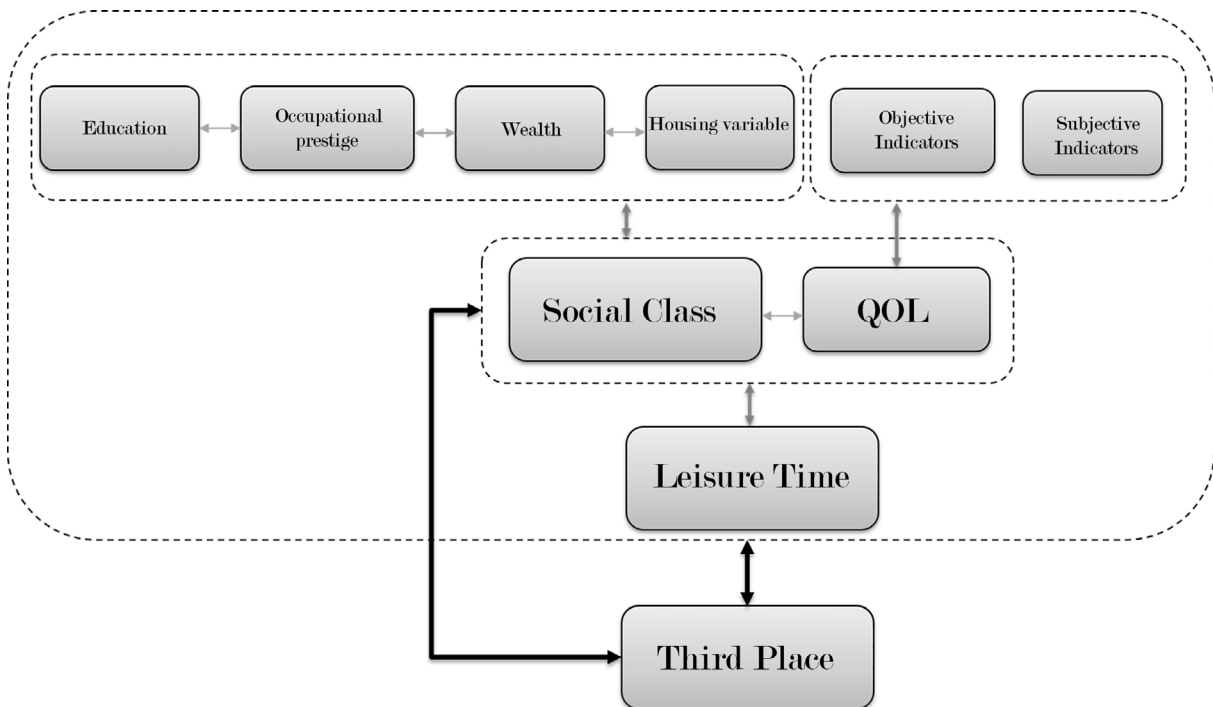 Education
Occupational
prestige
Wealth
Housing variable
Objective
Indicators
Subjective
Indicators
Social Class
QOL
Leisure Time
Third Place